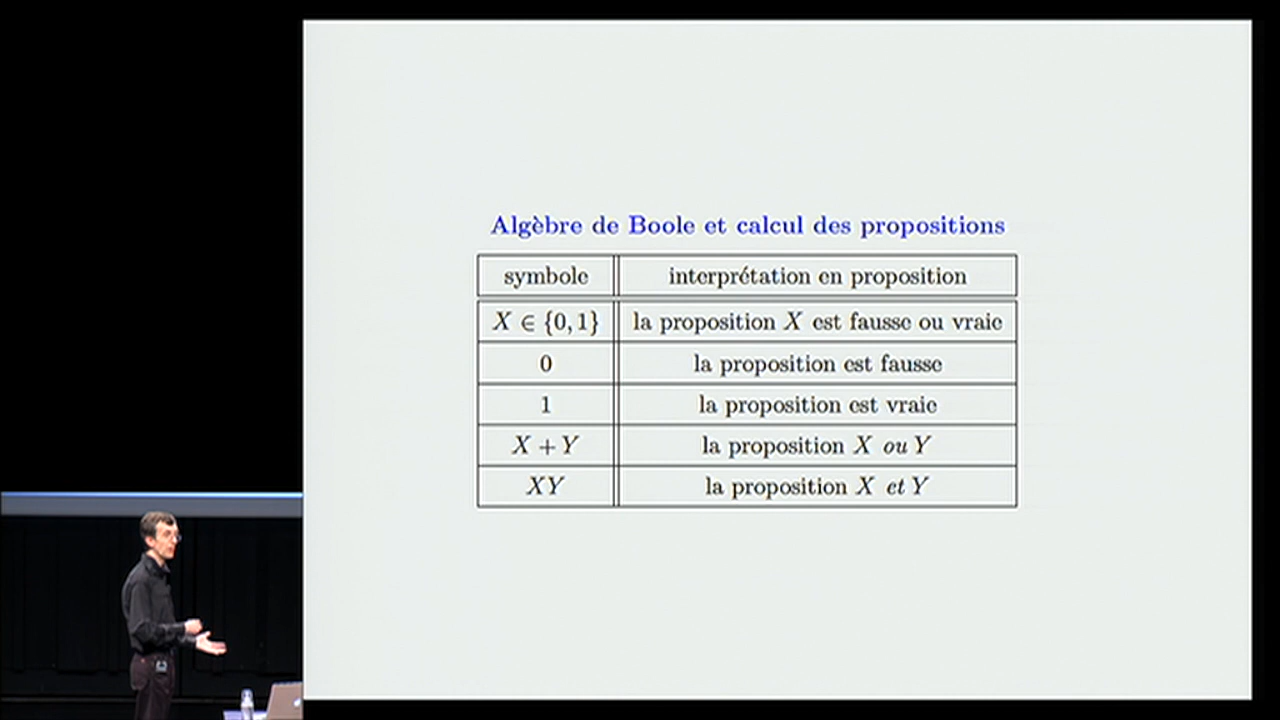 Algèbre de Boole et calcul des propositions
symbole interprétation en proposition
X ∈ {0, 1} la proposition X est fausse ou vraie
0 la proposition est fausse
1 la proposition est vraie
X + Y la proposition X ou Y
XY la proposition X et Y